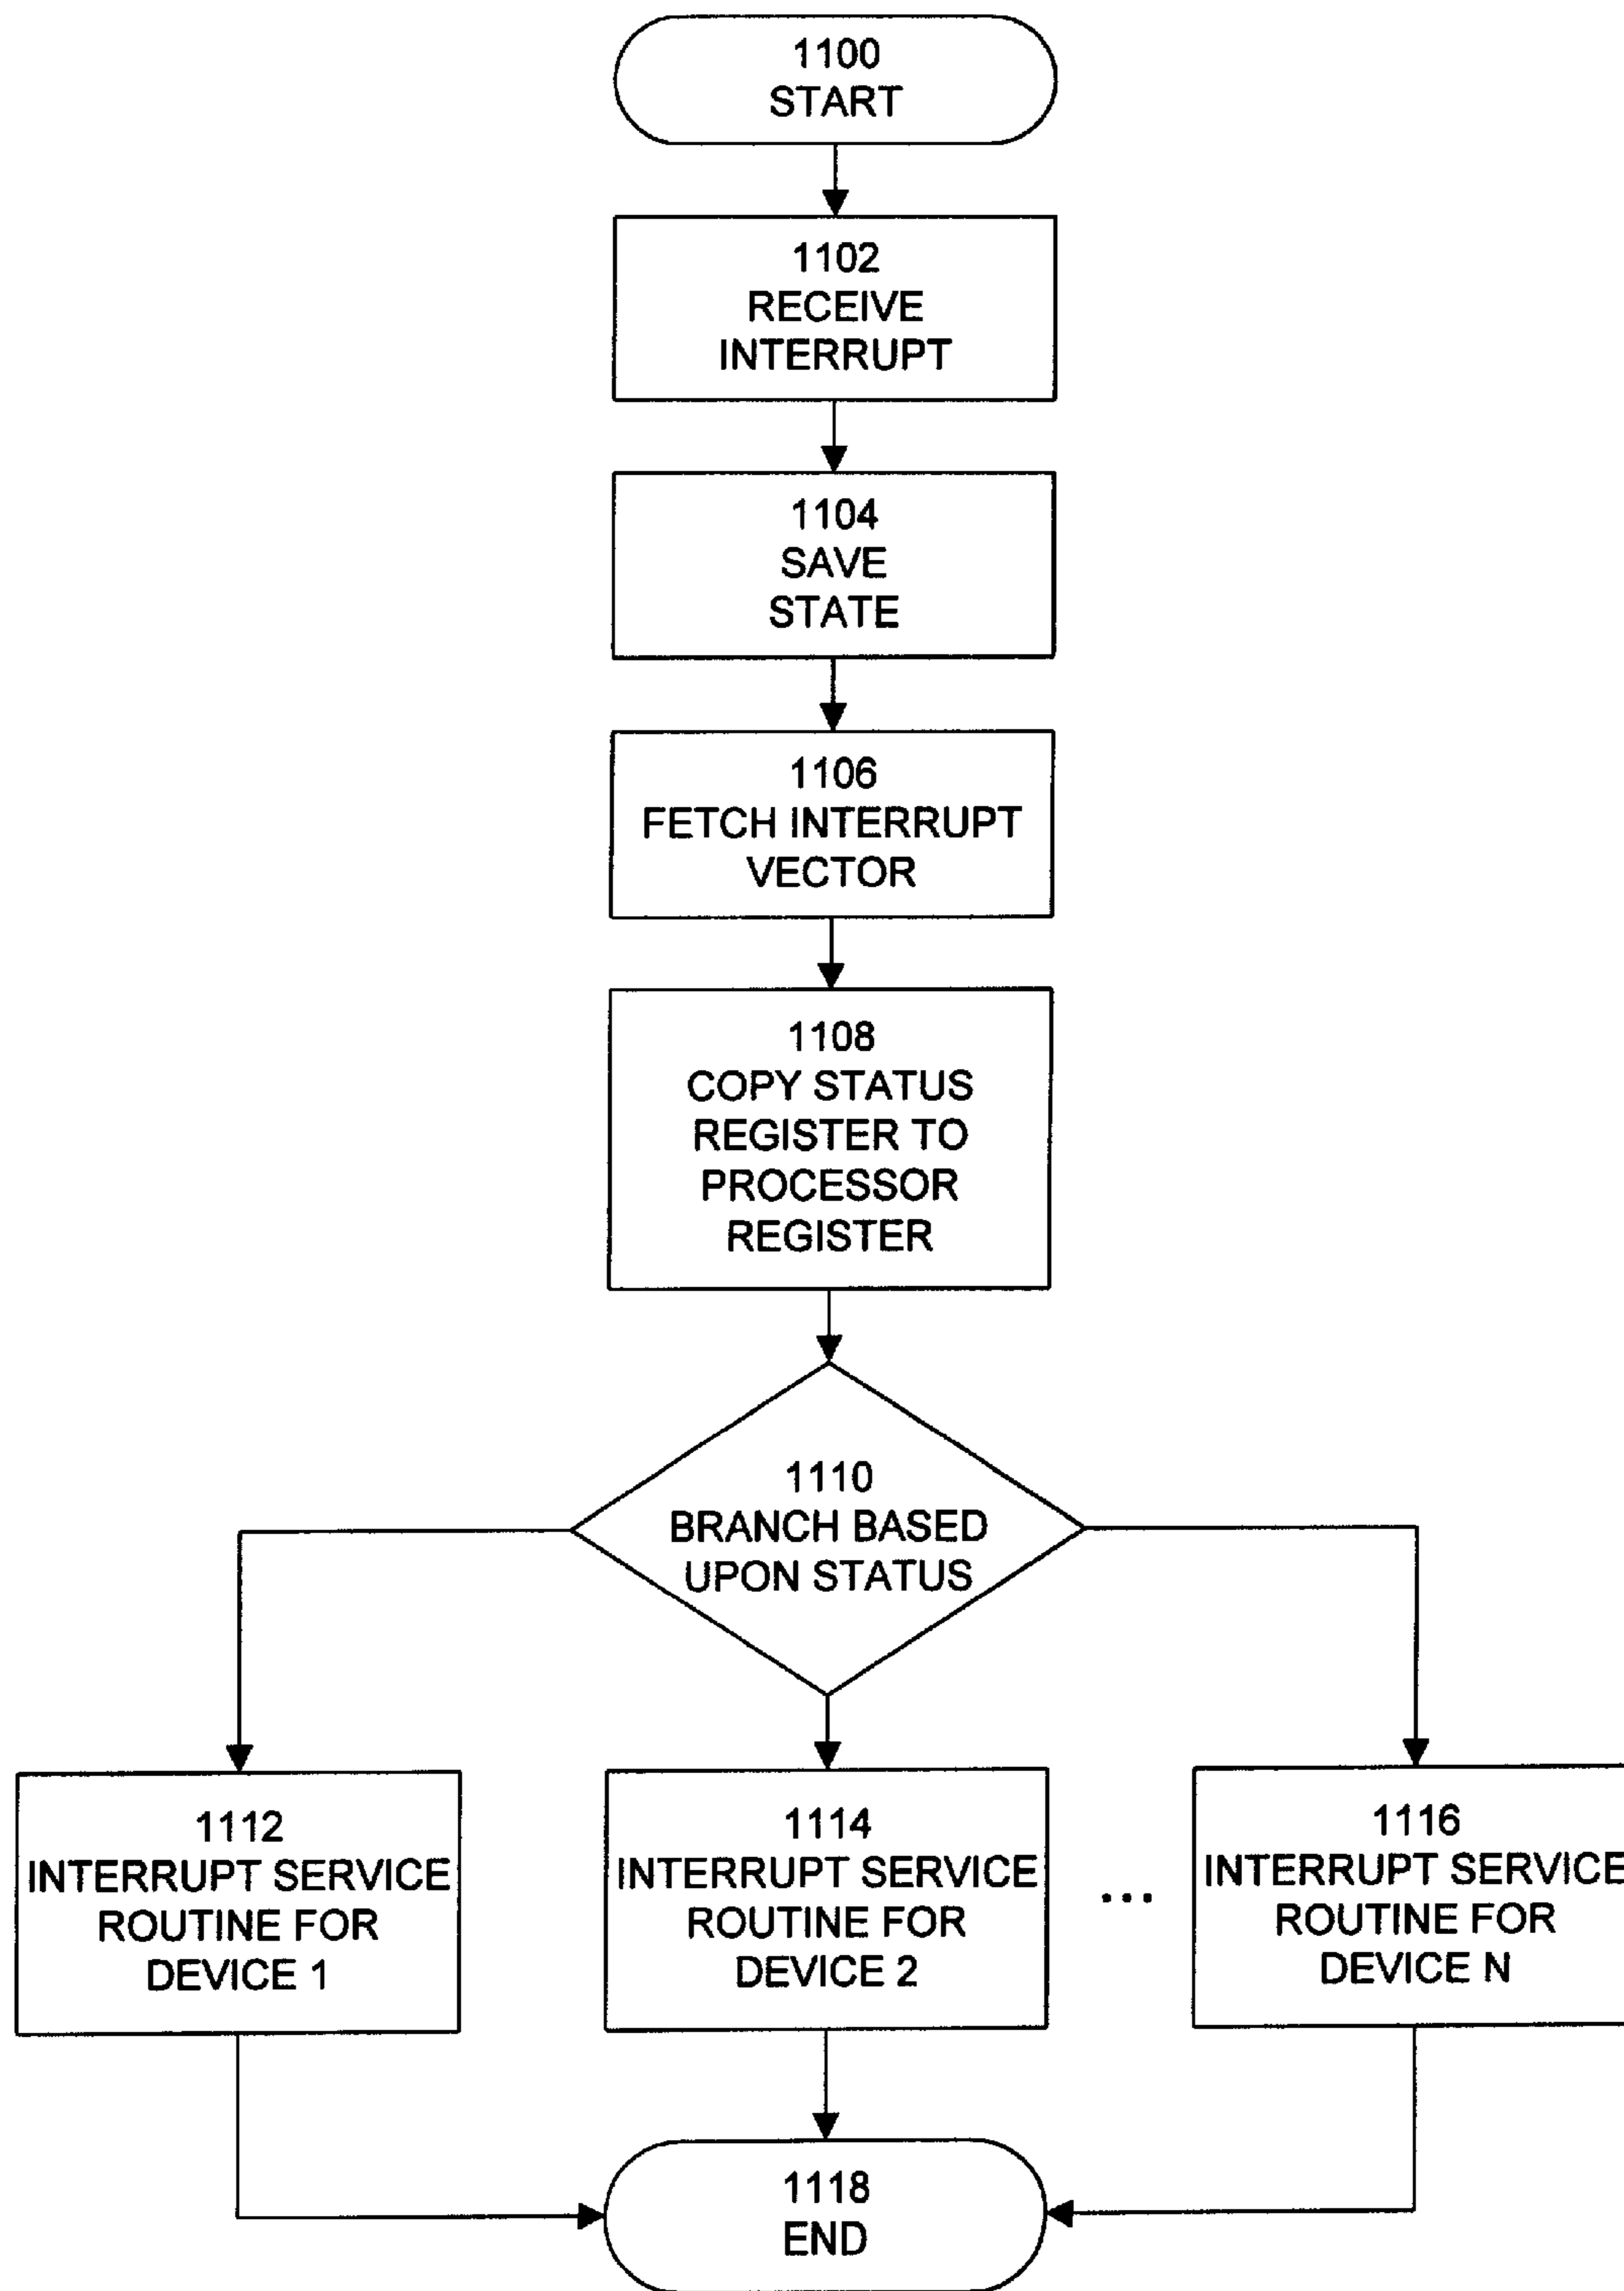 1100
START
1102
RECEIVE
INTERRUPT
1104
SAVE
STATE
1106
FETCH INTERRUPT
VECTOR
1108
COPY STATUS
REGISTER TO
PROCESSOR
REGISTER
1110
BRANCH BASED
UPON STATUS
1112
INTERRUPT SERVICE
ROUTINE FOR
DEVICE 1
1114
INTERRUPT SERVICE
ROUTINE FOR
DEVICE 2
...
1116
INTERRUPT SERVICE
ROUTINE FOR
DEVICE N
1118
END